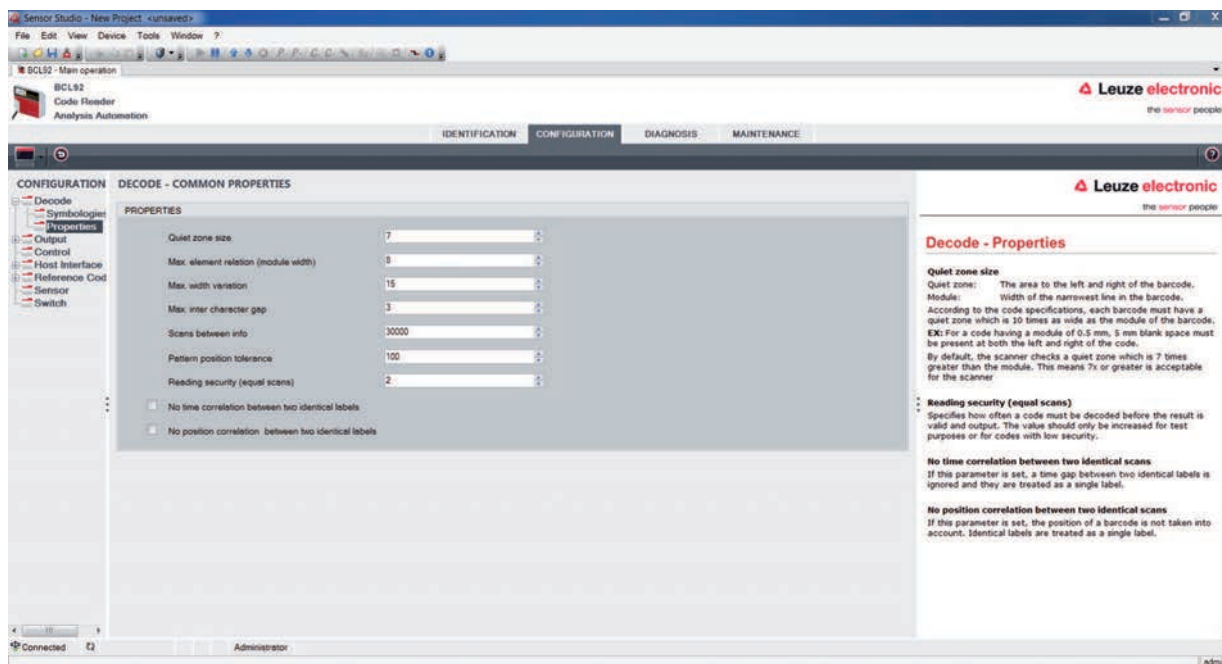 Sensor Studio - New Project <unsaved>
File Edit View Device Tools Window ?
BCL92 - Main operation
BCL92
Code Reader
Analysis Automation
Leuze electronic
the sensor people
IDENTIFICATION CONFIGURATION DIAGNOSIS MAINTENANCE
CONFIGURATION
Decode
Symbologies
Properties
Output
Control
Host Interface
Reference Cod
Sensor
Switch
DECODE - COMMON PROPERTIES
PROPERTIES
Quiet zone size 7
Max. element relation (module width) 8
Max. width variation 15
Max. inter character gap 3
Scans between info 30000
Pattern position tolerance 100
Reading security (equal scans) 2
No time correlation between two identical labels
No position correlation between two identical labels
Leuze electronic
the sensor people
Decode - Properties
Quiet zone size
Quiet zone: The area to the left and right of the barcode.
Module: Width of the narrowest line in the barcode.
According to the code specifications, each barcode must have a
quiet zone which is 10 times as wide as the module of the barcode.
EX: For a code having a module of 0.5 mm, 5 mm blank space must
be present at both the left and right of the code.
By default, the scanner checks a quiet zone which is 7 times
greater than the module. This means 7x or greater is acceptable
for the scanner
Reading security (equal scans)
Specifies how often a code must be decoded before the result is
valid and output. The value should only be increased for test
purposes or for codes with low security.
No time correlation between two identical scans
If this parameter is set, a time gap between two identical labels is
ignored and they are treated as a single label.
No position correlation between two identical scans
If this parameter is set, the position of a barcode is not taken into
account. Identical labels are treated as a single label.
Connected
Administrator